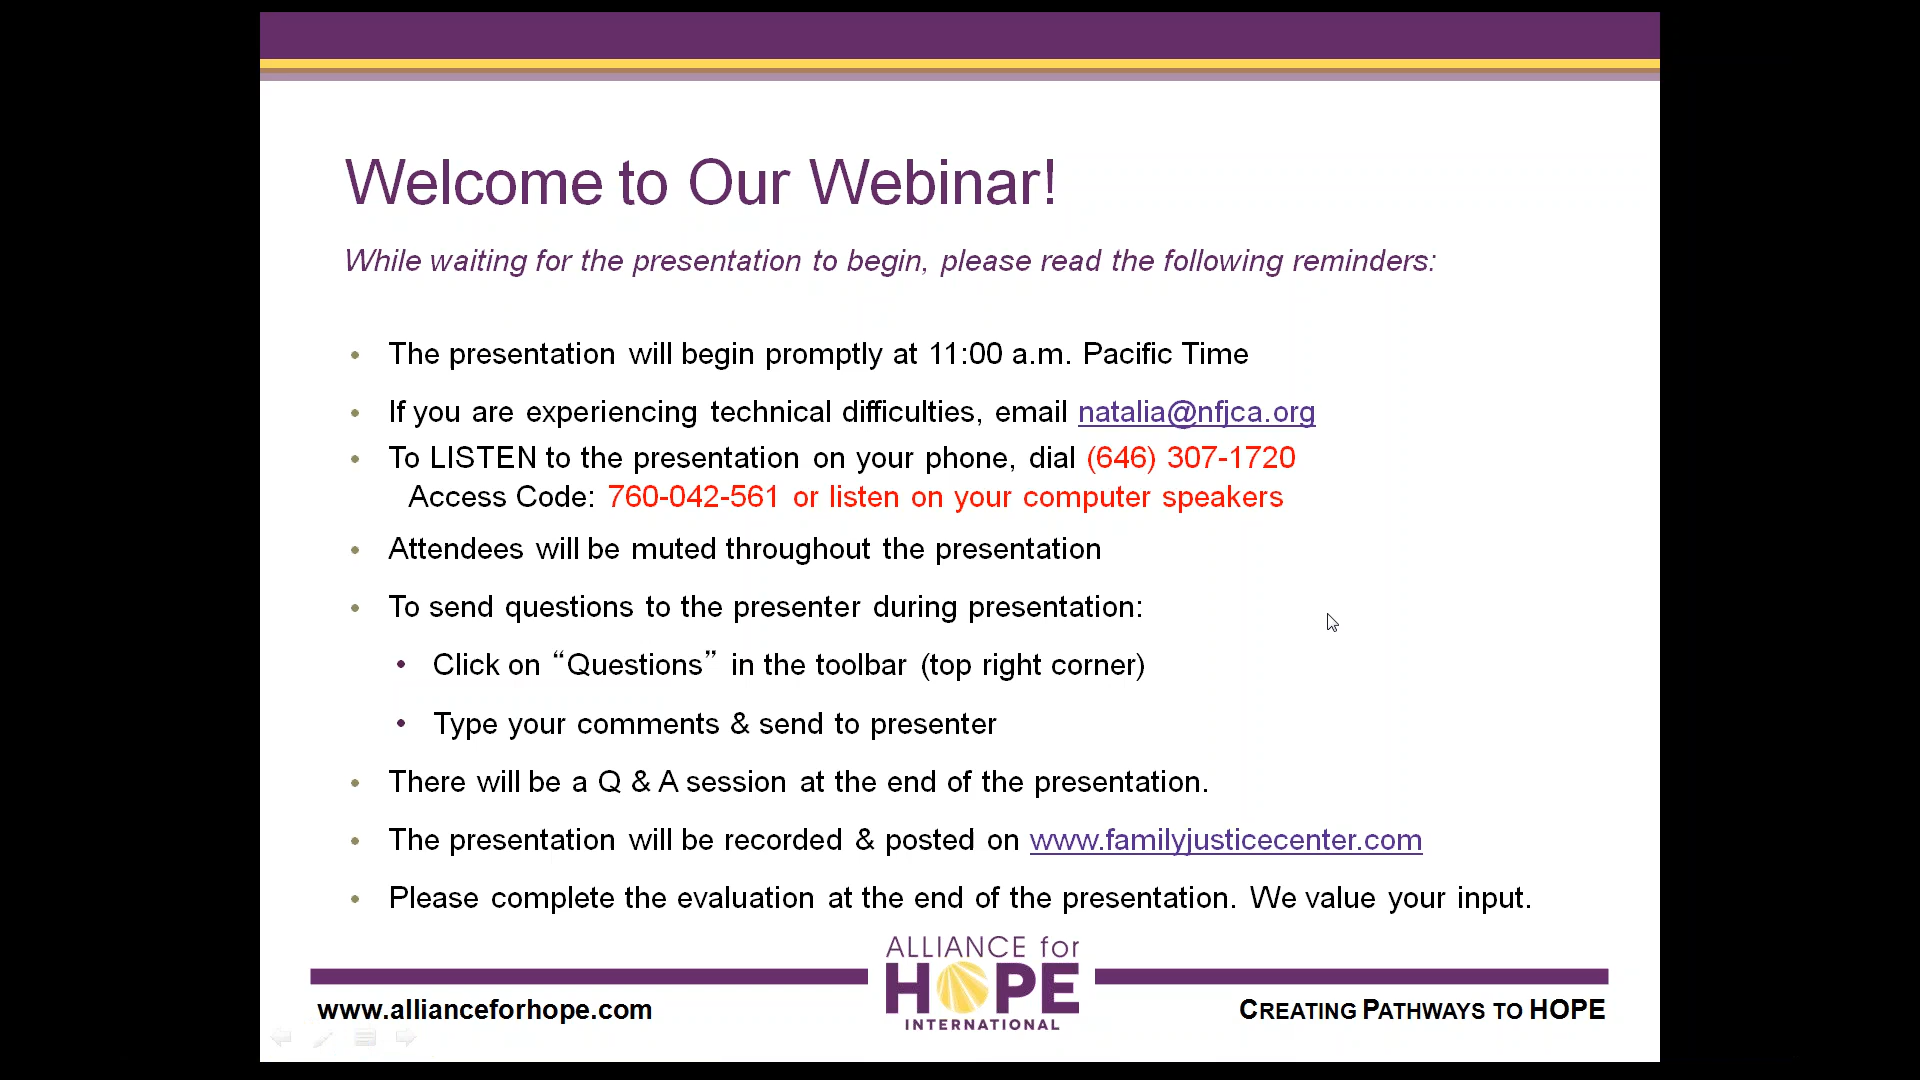 Welcome to Our Webinar!
While waiting for the presentation to begin, please read the following reminders:
• The presentation will begin promptly at 11:00 a.m. Pacific Time
• If you are experiencing technical difficulties, email natalia@nfjca.org
• To LISTEN to the presentation on your phone, dial (646) 307-1720
Access Code: 760-042-561 or listen on your computer speakers
• Attendees will be muted throughout the presentation
• To send questions to the presenter during presentation:
• Click on “Questions” in the toolbar (top right corner)
• Type your comments & send to presenter
• There will be a Q & A session at the end of the presentation.
• The presentation will be recorded & posted on www.familyjusticecenter.com
• Please complete the evaluation at the end of the presentation. We value your input.
ALLIANCE for
HOPE
INTERNATIONAL
www.allianceforhope.com
CREATING PATHWAYS TO HOPE